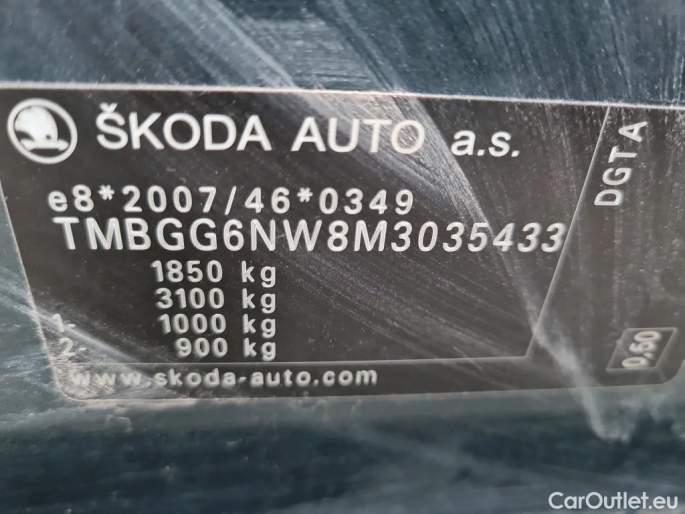 ŠKODA AUTO a.s.
e8*2007/46*0349
TMBGG6NW8M3035433
1850 kg
3100 kg
1- 1000 kg
2- 900 kg
www.skoda-auto.com
DGTA
0,60
CarOutlet.eu